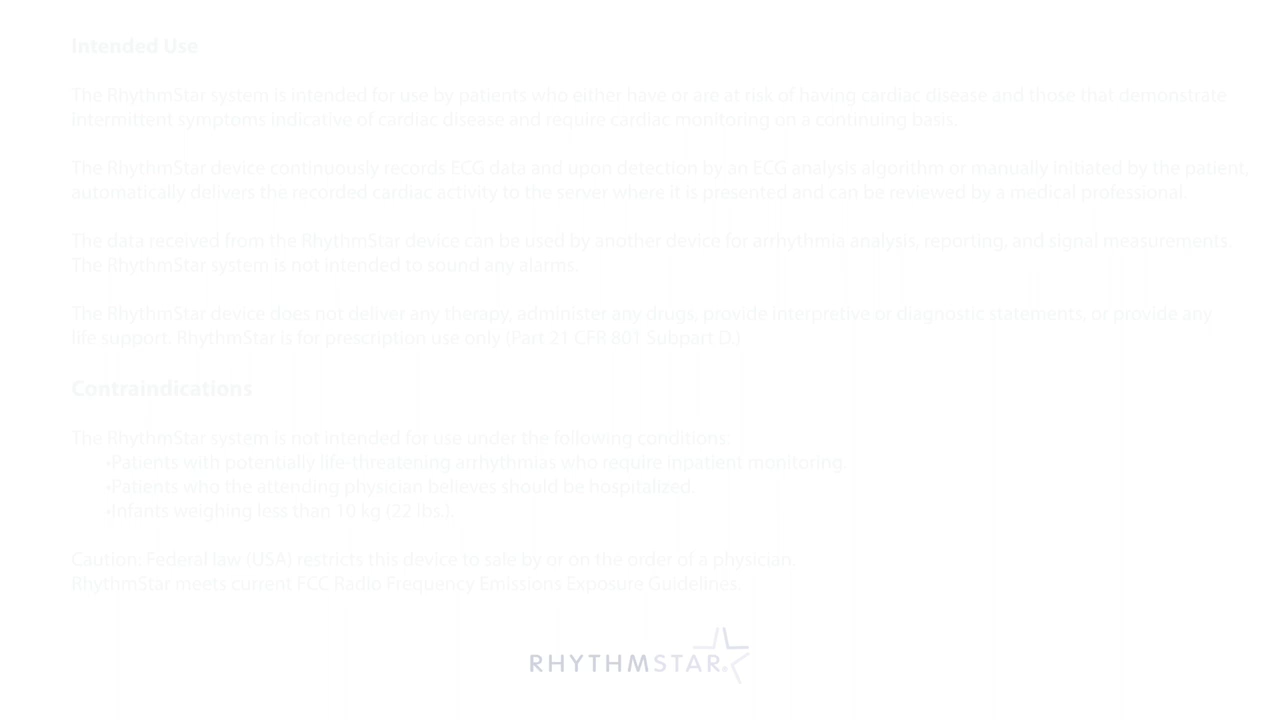 Intended Use
The RhythmStar system is intended for use by patients who either have or are at risk of having cardiac disease and those that demonstrate
intermittent symptoms indicative of cardiac disease and require cardiac monitoring on a continuing basis.
The RhythmStar device continuously records ECG data and upon detection by an ECG analysis algorithm or manually initiated by the patient,
automatically delivers the recorded cardiac activity to the server where it is presented and can be reviewed by a medical professional.
The data received from the RhythmStar device can be used by another device for arrhythmia analysis, reporting, and signal measurements.
The RhythmStar system is not intended to sound any alarms.
The RhythmStar device does not deliver any therapy, administer any drugs, provide interpretive or diagnostic statements, or provide any
life support. RhythmStar is for prescription use only (Part 21 CFR 801 Subpart D.)
Contraindications
The RhythmStar system is not intended for use under the following conditions:
•Patients with potentially life-threatening arrhythmias who require inpatient monitoring.
•Patients who the attending physician believes should be hospitalized.
•Infants weighing less than 10 kg (22 lbs.).
Caution: Federal law (USA) restricts this device to sale by or on the order of a physician.
RhythmStar meets current FCC Radio Frequency Emissions Exposure Guidelines.
RHYTHMSTAR®